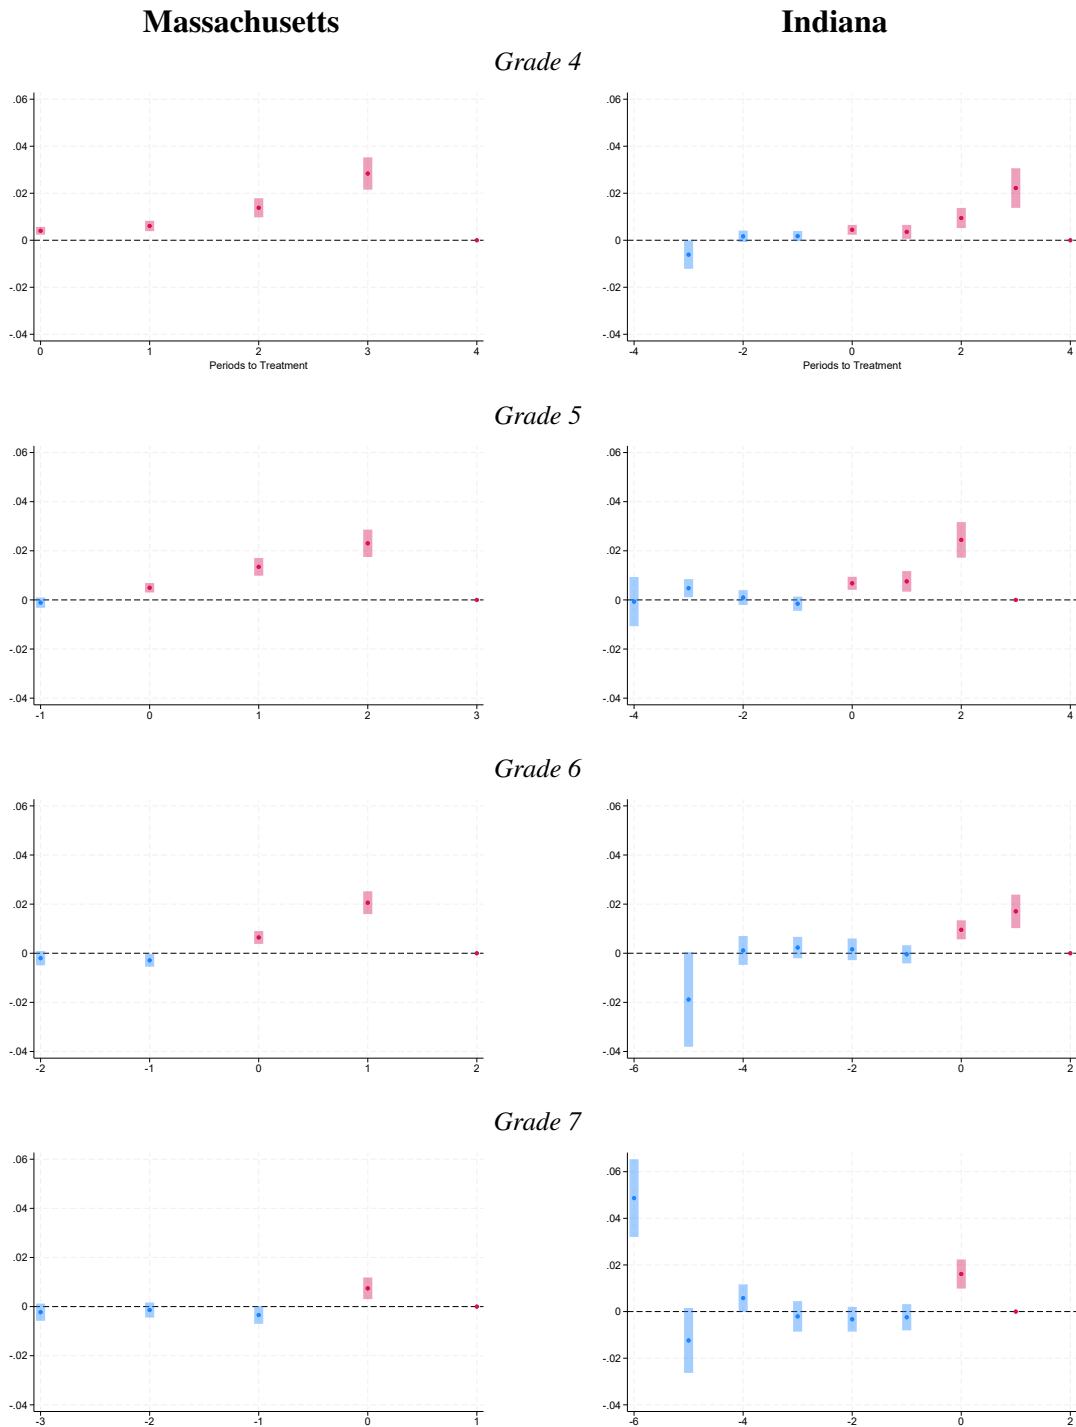 Massachusetts Indiana
Grade 4
.06 .06
.04 .04
.02 .02
0 0
-.02 -.02
-.04 -.04
0 1 2 3 4 -4 -2 0 2 4
Periods to Treatment Periods to Treatment
Grade 5
.06 .06
.04 .04
.02 .02
0 0
-.02 -.02
-.04 -.04
-1 0 1 2 3 -4 -2 0 2 4
Grade 6
.06 .06
.04 .04
.02 .02
0 0
-.02 -.02
-.04 -.04
-2 -1 0 1 2 -6 -4 -2 0 2
Grade 7
.06 .06
.04 .04
.02 .02
0 0
-.02 -.02
-.04 -.04
-3 -2 -1 0 1 -6 -4 -2 0 2